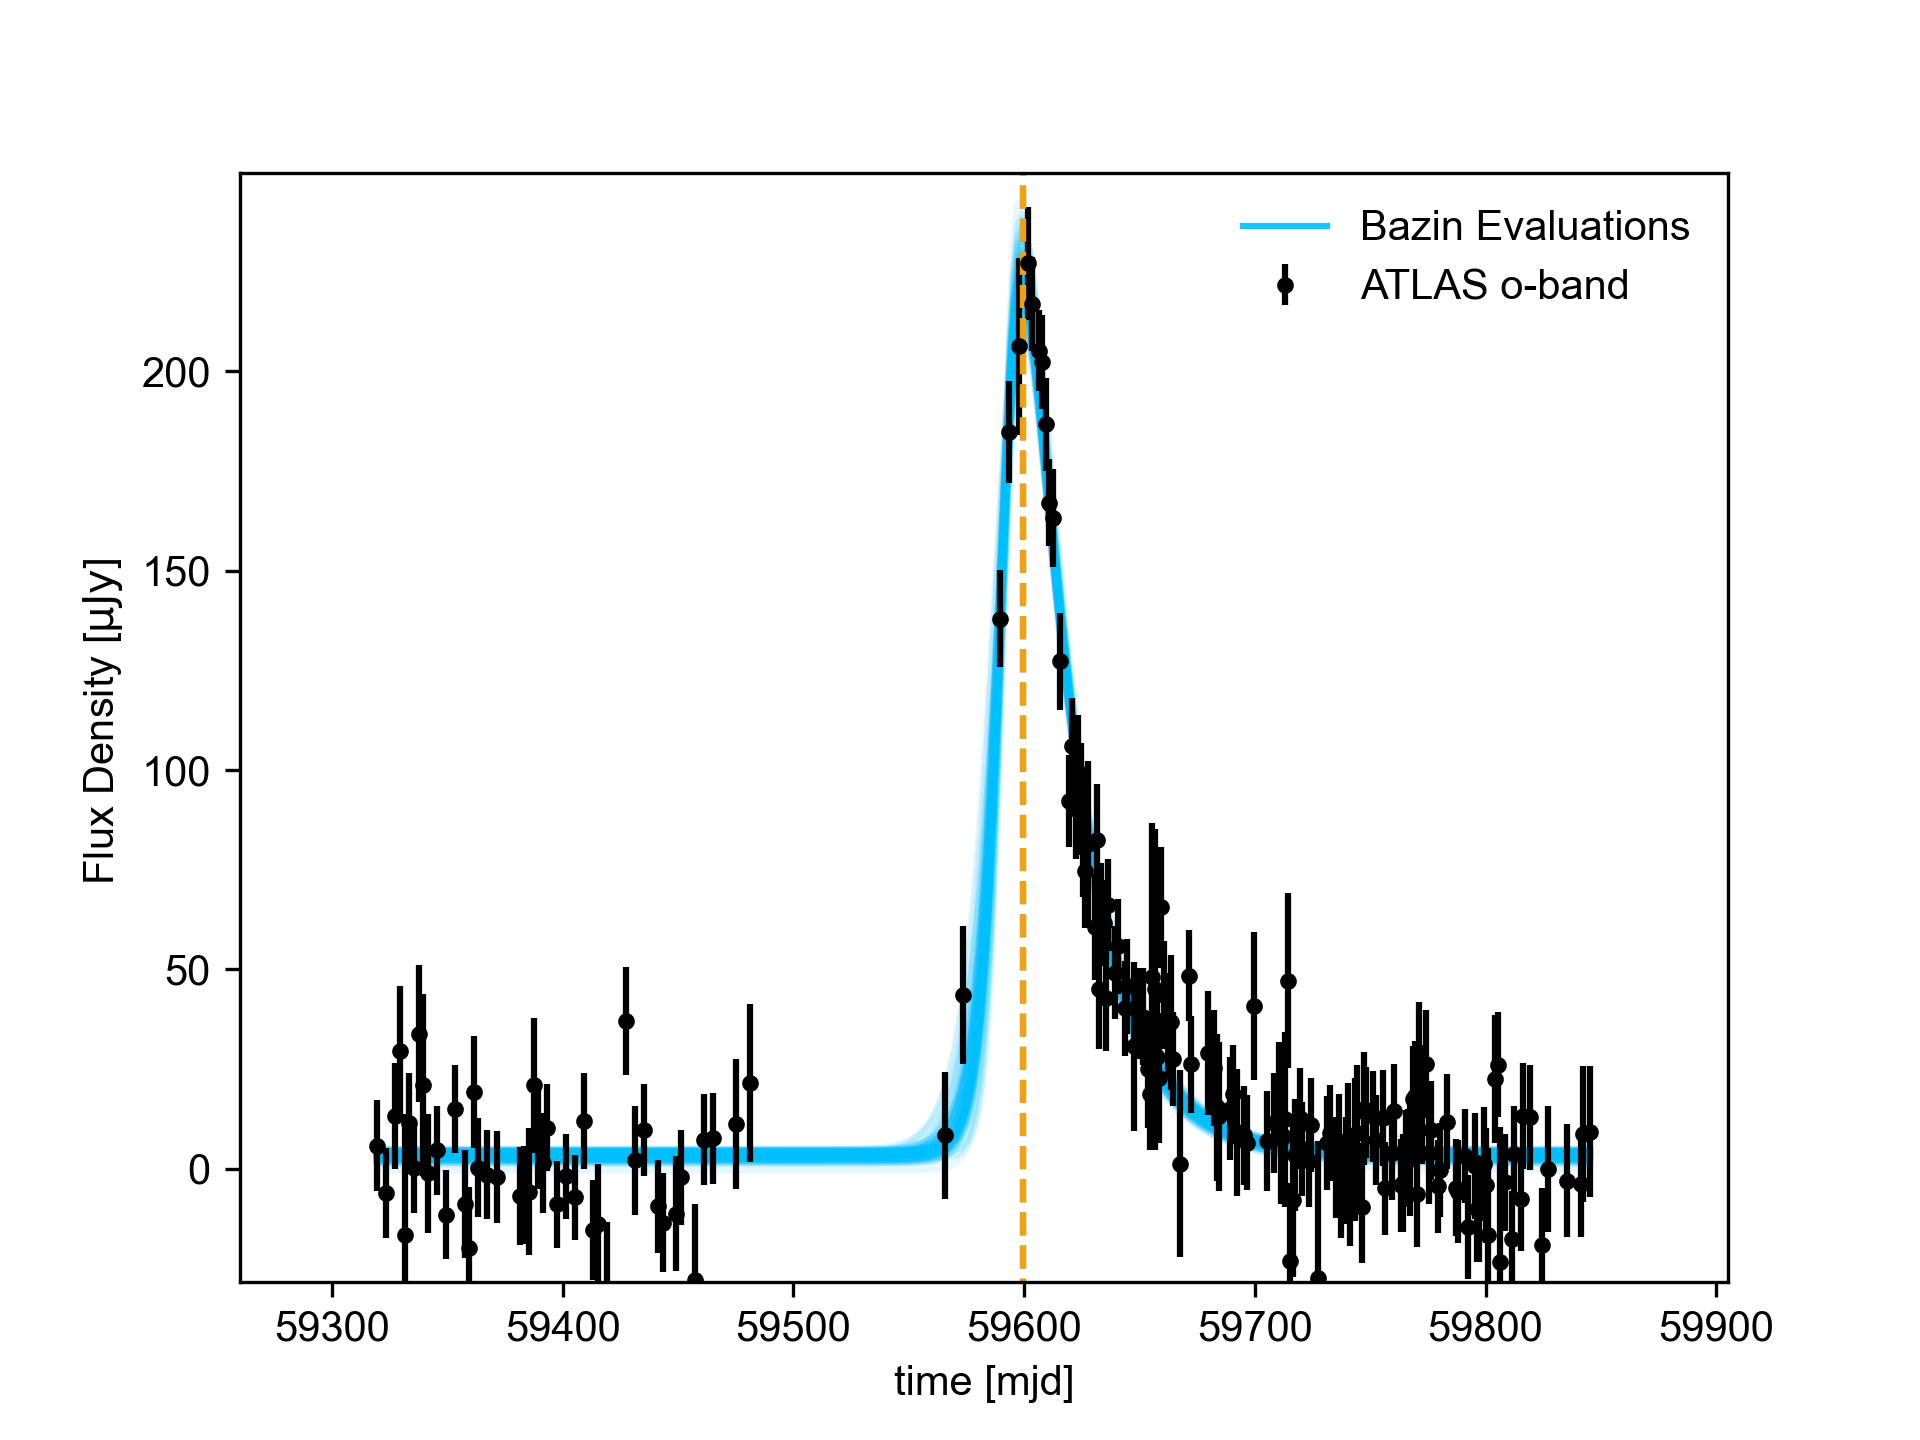 Bazin Evaluations
ATLAS o-band
Flux Density [µJy]
200
150
100
50
0
59300 59400 59500 59600 59700 59800 59900
time [mjd]